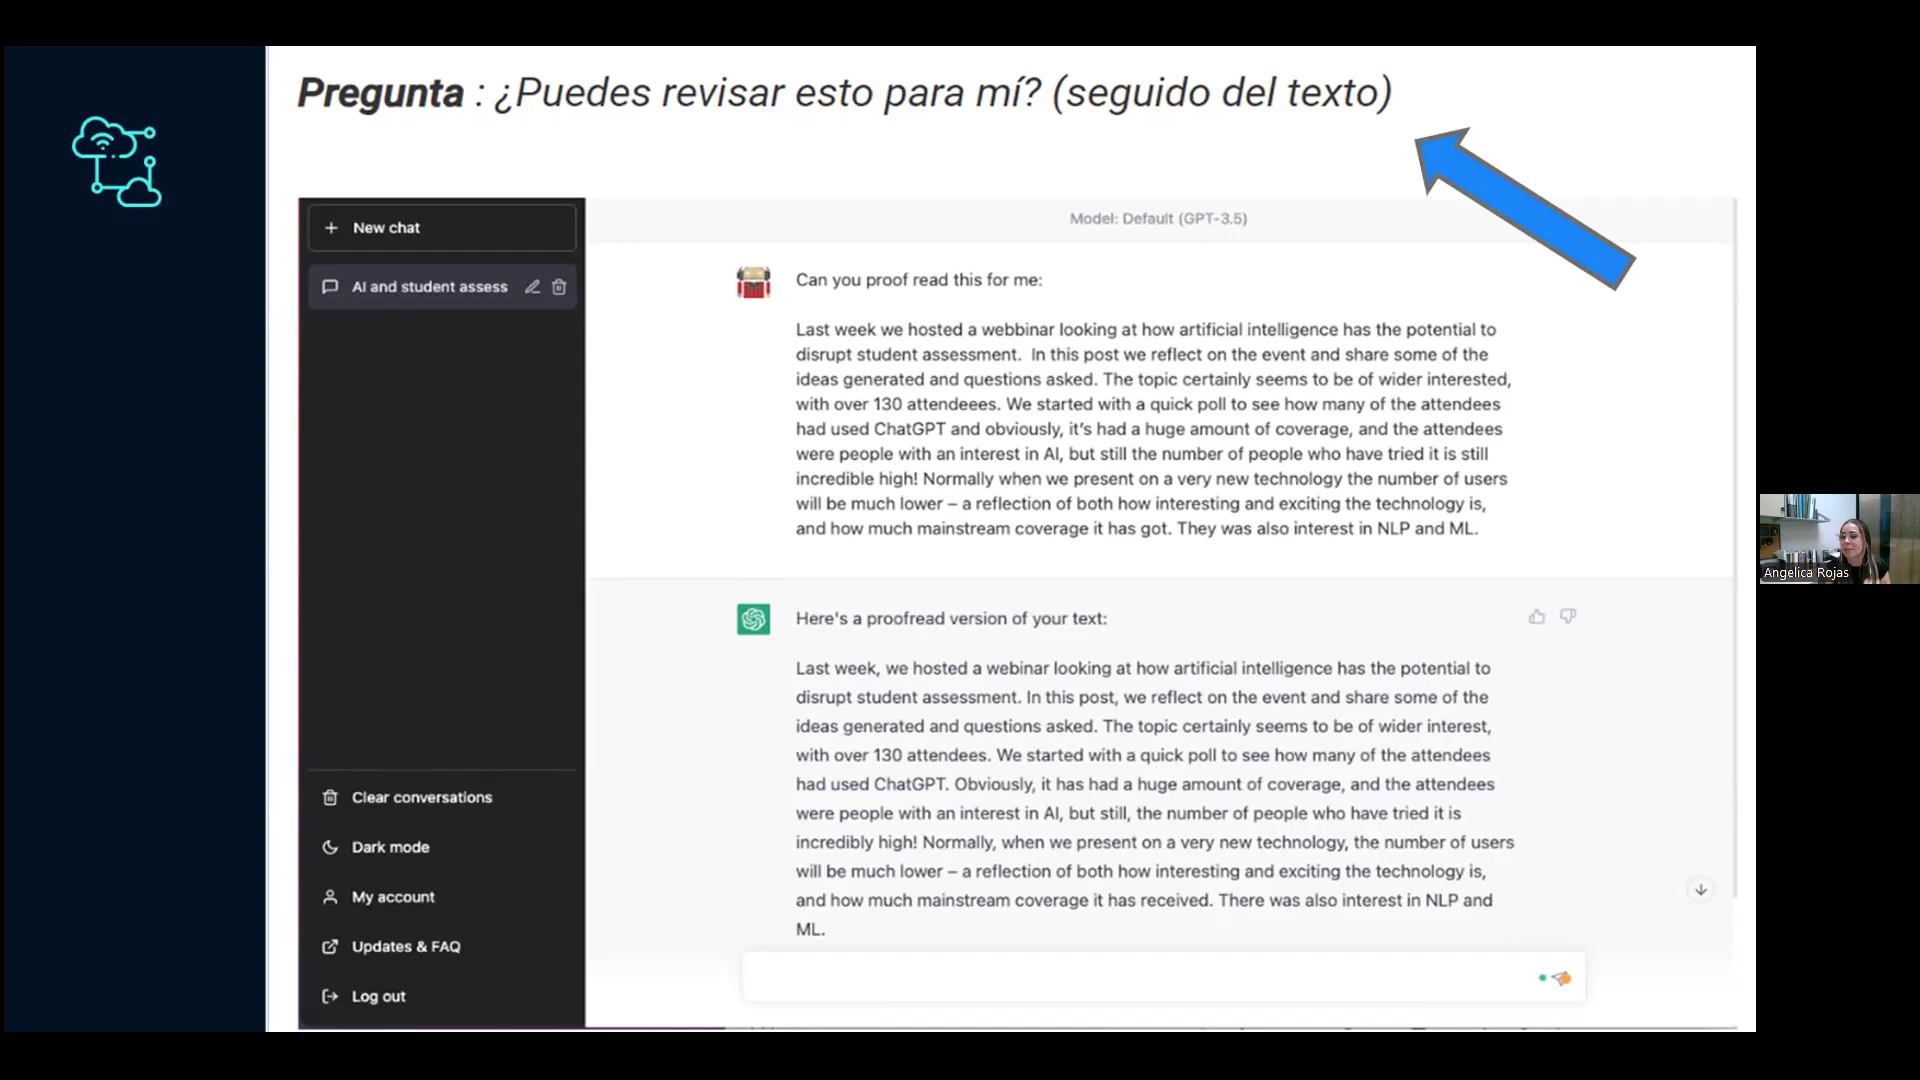 Pregunta : ¿Puedes revisar esto para mí? (seguido del texto)
New chat
AI and student assess
Clear conversations
Dark mode
My account
Updates & FAQ
Log out
Model: Default (GPT-3.5)
Can you proof read this for me:
Last week we hosted a webbinar looking at how artificial intelligence has the potential to
disrupt student assessment.  In this post we reflect on the event and share some of the
ideas generated and questions asked. The topic certainly seems to be of wider interested,
with over 130 attendeees. We started with a quick poll to see how many of the attendees
had used ChatGPT and obviously, it's had a huge amount of coverage, and the attendees
were people with an interest in AI, but still the number of people who have tried it is still
incredible high! Normally when we present on a very new technology the number of users
will be much lower – a reflection of both how interesting and exciting the technology is,
and how much mainstream coverage it has got. They was also interest in NLP and ML.
Here's a proofread version of your text:
Last week, we hosted a webinar looking at how artificial intelligence has the potential to
disrupt student assessment. In this post, we reflect on the event and share some of the
ideas generated and questions asked. The topic certainly seems to be of wider interest,
with over 130 attendees. We started with a quick poll to see how many of the attendees
had used ChatGPT. Obviously, it has had a huge amount of coverage, and the attendees
were people with an interest in AI, but still, the number of people who have tried it is
incredibly high! Normally, when we present on a very new technology, the number of users
will be much lower – a reflection of both how interesting and exciting the technology is,
and how much mainstream coverage it has received. There was also interest in NLP and
ML.
Angelica Rojas